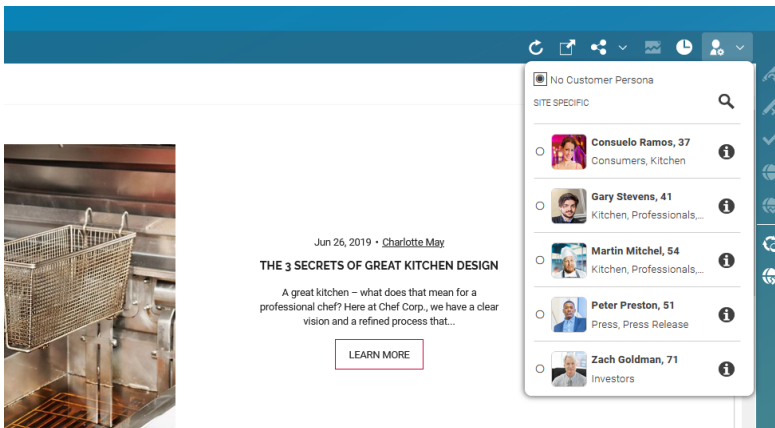 No Customer Persona
SITE SPECIFIC
Consuelo Ramos, 37
Consumers, Kitchen
Gary Stevens, 41
Kitchen, Professionals,...
Martin Mitchel, 54
Kitchen, Professionals,...
Peter Preston, 51
Press, Press Release
Zach Goldman, 71
Investors
Jun 26, 2019 • Charlotte May
THE 3 SECRETS OF GREAT KITCHEN DESIGN
A great kitchen – what does that mean for a
professional chef? Here at Chef Corp., we have a clear
vision and a refined process that...
LEARN MORE